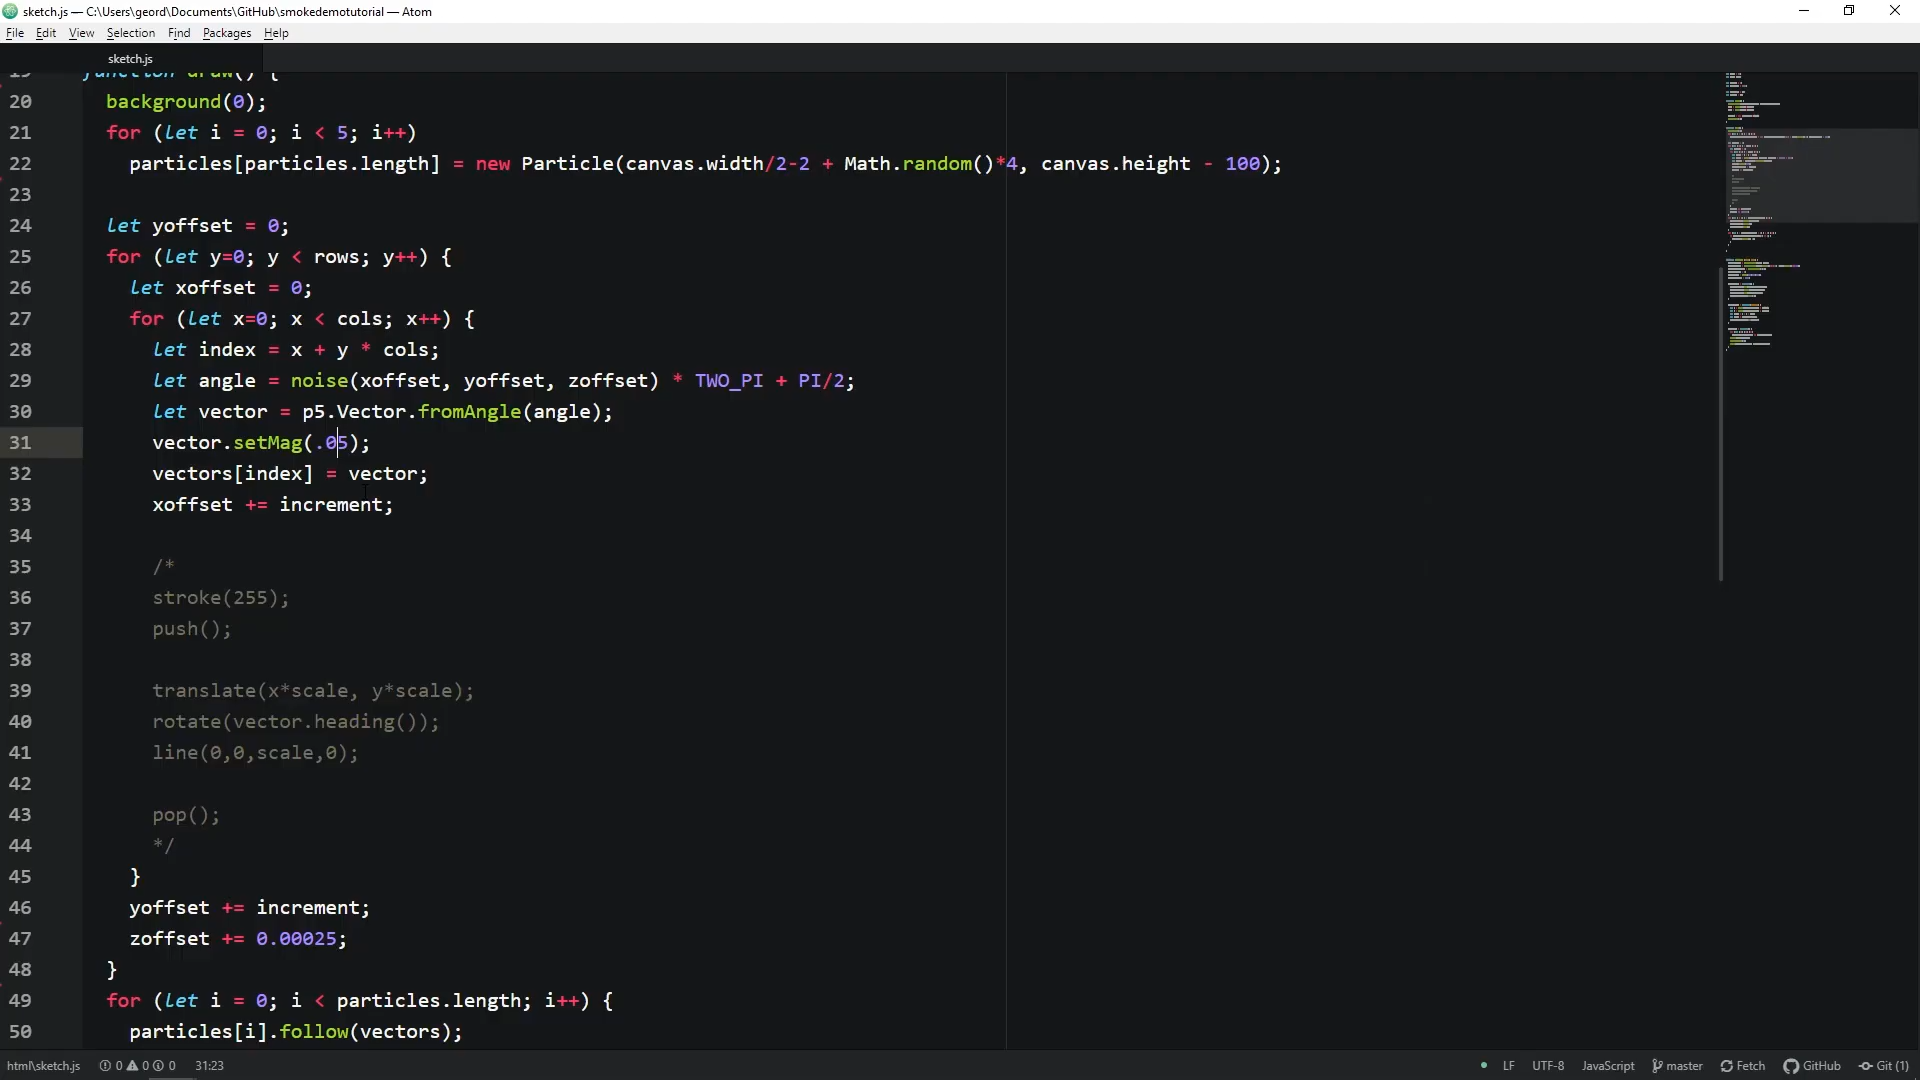 sketch.js — C:\Users\geord\Documents\GitHub\smokedemotutorial — Atom
File Edit View Selection Find Packages Help
sketch.js
19 function draw() {
20 background(0);
21 for (let i = 0; i < 5; i++)
22 particles[particles.length] = new Particle(canvas.width/2-2 + Math.random()*4, canvas.height - 100);
23
24 let yoffset = 0;
25 for (let y=0; y < rows; y++) {
26 let xoffset = 0;
27 for (let x=0; x < cols; x++) {
28 let index = x + y * cols;
29 let angle = noise(xoffset, yoffset, zoffset) * TWO_PI + PI/2;
30 let vector = p5.Vector.fromAngle(angle);
31 vector.setMag(.05);
32 vectors[index] = vector;
33 xoffset += increment;
34
35 /*
36 stroke(255);
37 push();
38
39 translate(x*scale, y*scale);
40 rotate(vector.heading());
41 line(0,0,scale,0);
42
43 pop();
44 */
45 }
46 yoffset += increment;
47 zoffset += 0.00025;
48 }
49 for (let i = 0; i < particles.length; i++) {
50 particles[i].follow(vectors);
html\sketch.js 0 0 0 31:23 LF UTF-8 JavaScript master Fetch GitHub Git (1)